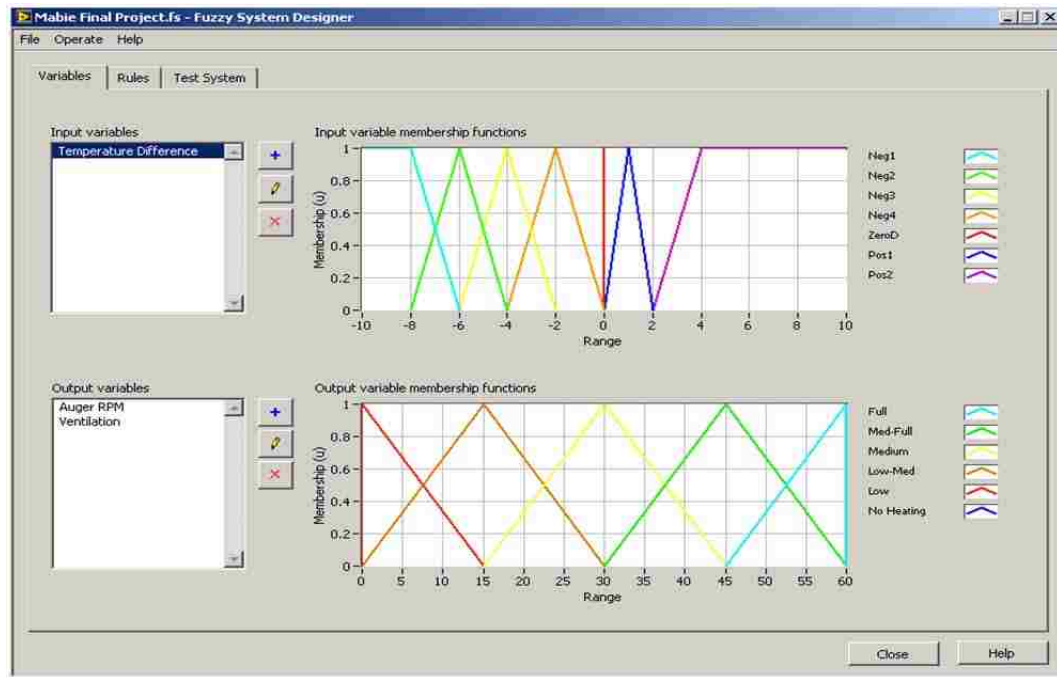 Mabie Final Project.fs - Fuzzy System Designer
File Operate Help
Variables Rules Test System
Input variables
Temperature Difference
Input variable membership functions
Membership (u)
1
0.8
0.6
0.4
0.2
0
-10 -8 -6 -4 -2 0 2 4 6 8 10
Range
Neg1
Neg2
Neg3
Neg4
ZeroD
Pos1
Pos2
Output variables
Auger RPM
Ventilation
Output variable membership functions
Membership (u)
1
0.8
0.6
0.4
0.2
0
0 5 10 15 20 25 30 35 40 45 50 55 60
Range
Full
Med-Full
Medium
Low-Med
Low
No Heating
Close Help